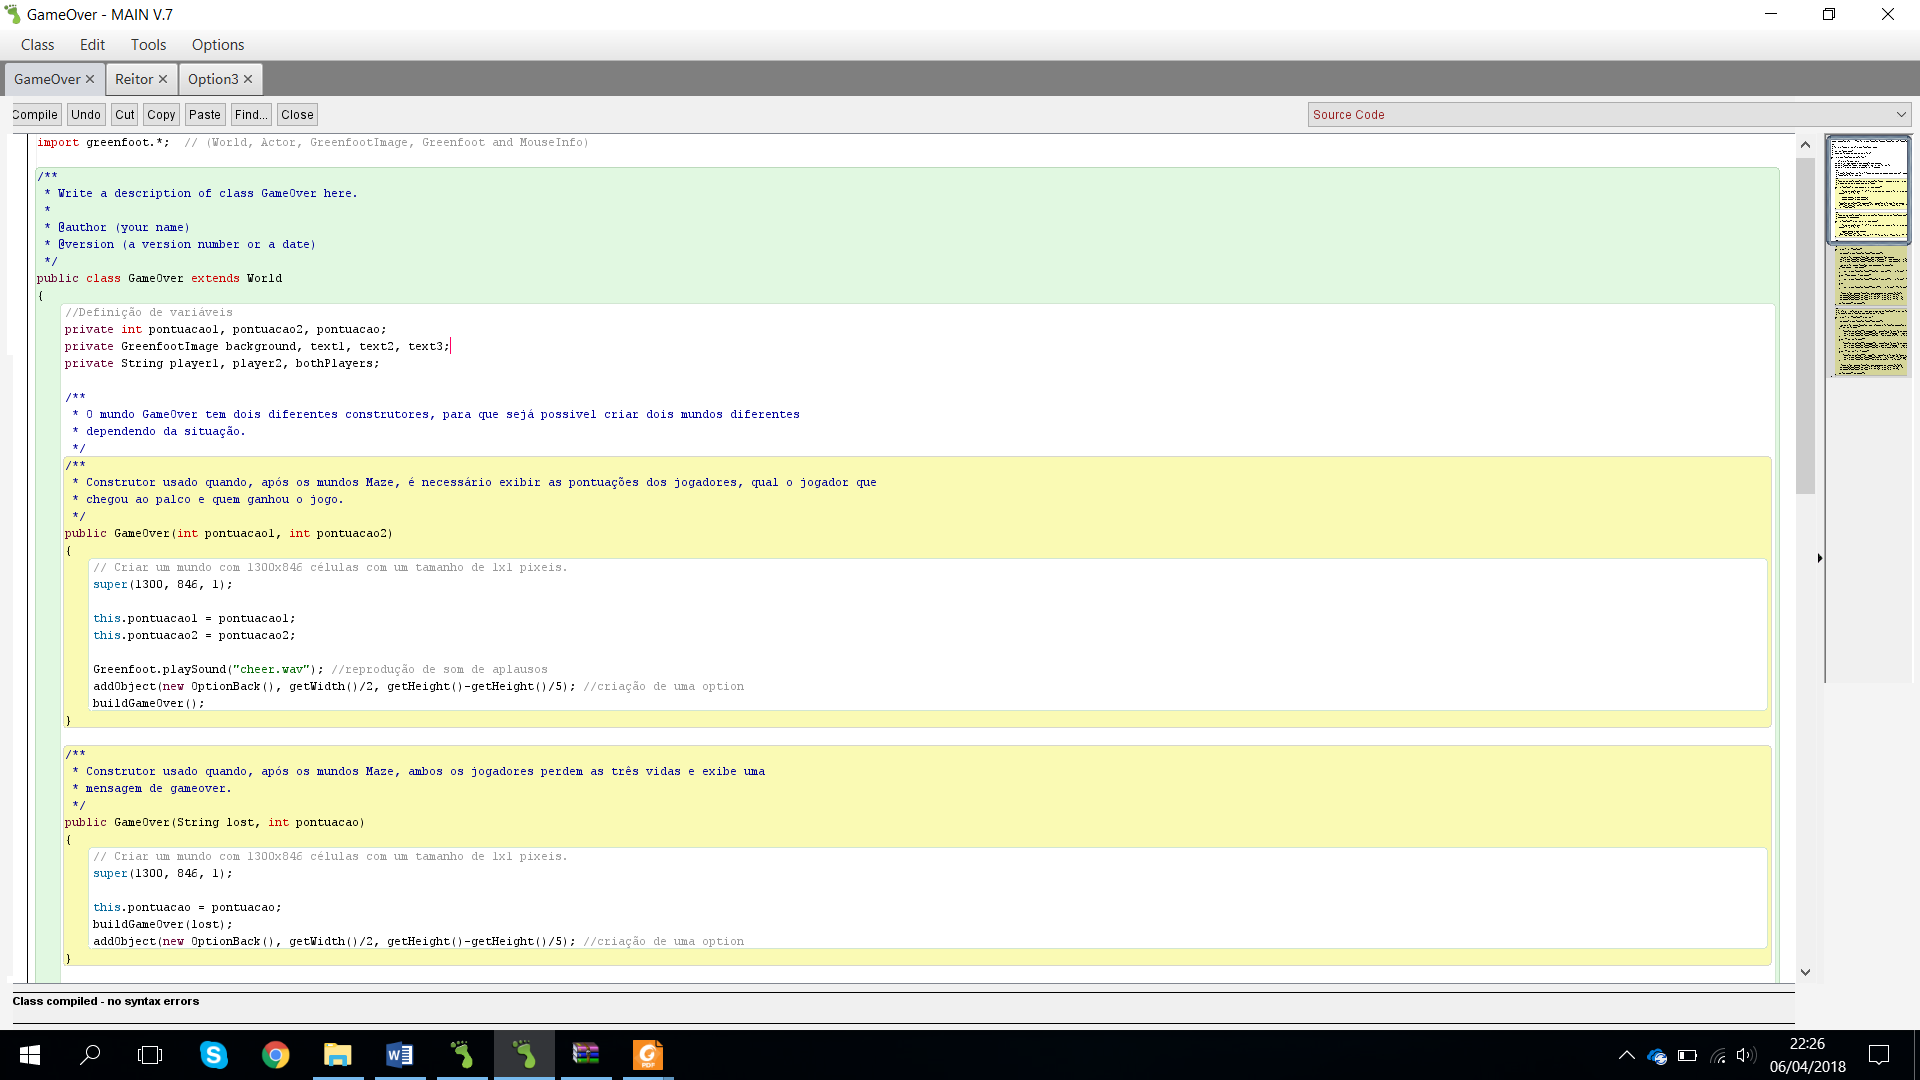 GameOver - MAIN V.7
Class Edit Tools Options
GameOver Reitor Option3
Compile Undo Cut Copy Paste Find... Close Source Code
import greenfoot.*;  // (World, Actor, GreenfootImage, Greenfoot and MouseInfo)
/**
 * Write a description of class GameOver here.
 *
 * @author (your name)
 * @version (a version number or a date)
 */
public class GameOver extends World
{
//Definição de variáveis
private int pontuacao1, pontuacao2, pontuacao;
private GreenfootImage background, text1, text2, text3;
private String player1, player2, bothPlayers;
/**
 * O mundo GameOver tem dois diferentes construtores, para que sejá possivel criar dois mundos diferentes
 * dependendo da situação.
 */
/**
 * Construtor usado quando, após os mundos Maze, é necessário exibir as pontuações dos jogadores, qual o jogador que
 * chegou ao palco e quem ganhou o jogo.
 */
public GameOver(int pontuacao1, int pontuacao2)
{
// Criar um mundo com 1300x846 células com um tamanho de 1x1 pixeis.
super(1300, 846, 1);
this.pontuacao1 = pontuacao1;
this.pontuacao2 = pontuacao2;
Greenfoot.playSound("cheer.wav"); //reprodução de som de aplausos
addObject(new OptionBack(), getWidth()/2, getHeight()-getHeight()/5); //criação de uma option
buildGameOver();
}
/**
 * Construtor usado quando, após os mundos Maze, ambos os jogadores perdem as três vidas e exibe uma
 * mensagem de gameover.
 */
public GameOver(String lost, int pontuacao)
{
// Criar um mundo com 1300x846 células com um tamanho de 1x1 pixeis.
super(1300, 846, 1);
this.pontuacao = pontuacao;
buildGameOver(lost);
addObject(new OptionBack(), getWidth()/2, getHeight()-getHeight()/5); //criação de uma option
}
Class compiled - no syntax errors
22:26
06/04/2018